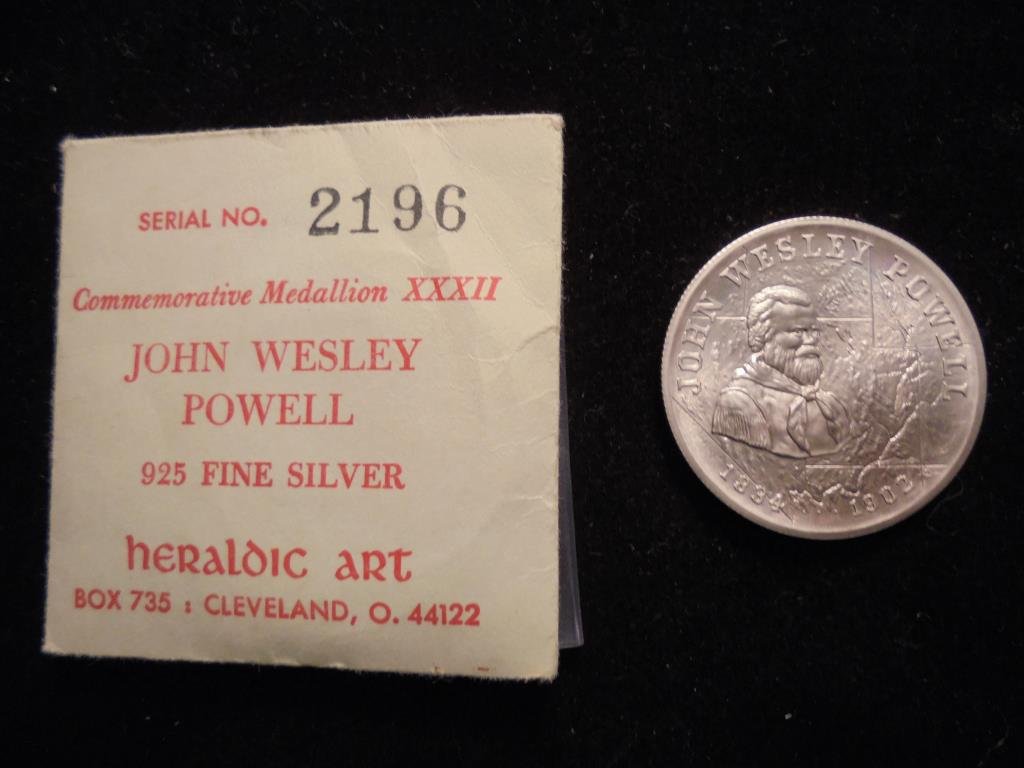 SERIAL NO. 2196
Commemorative Medallion XXXII
JOHN WESLEY
POWELL
925 FINE SILVER
heraldic art
BOX 735 : CLEVELAND, O. 44122
JOHN WESLEY POWELL
1834 1902